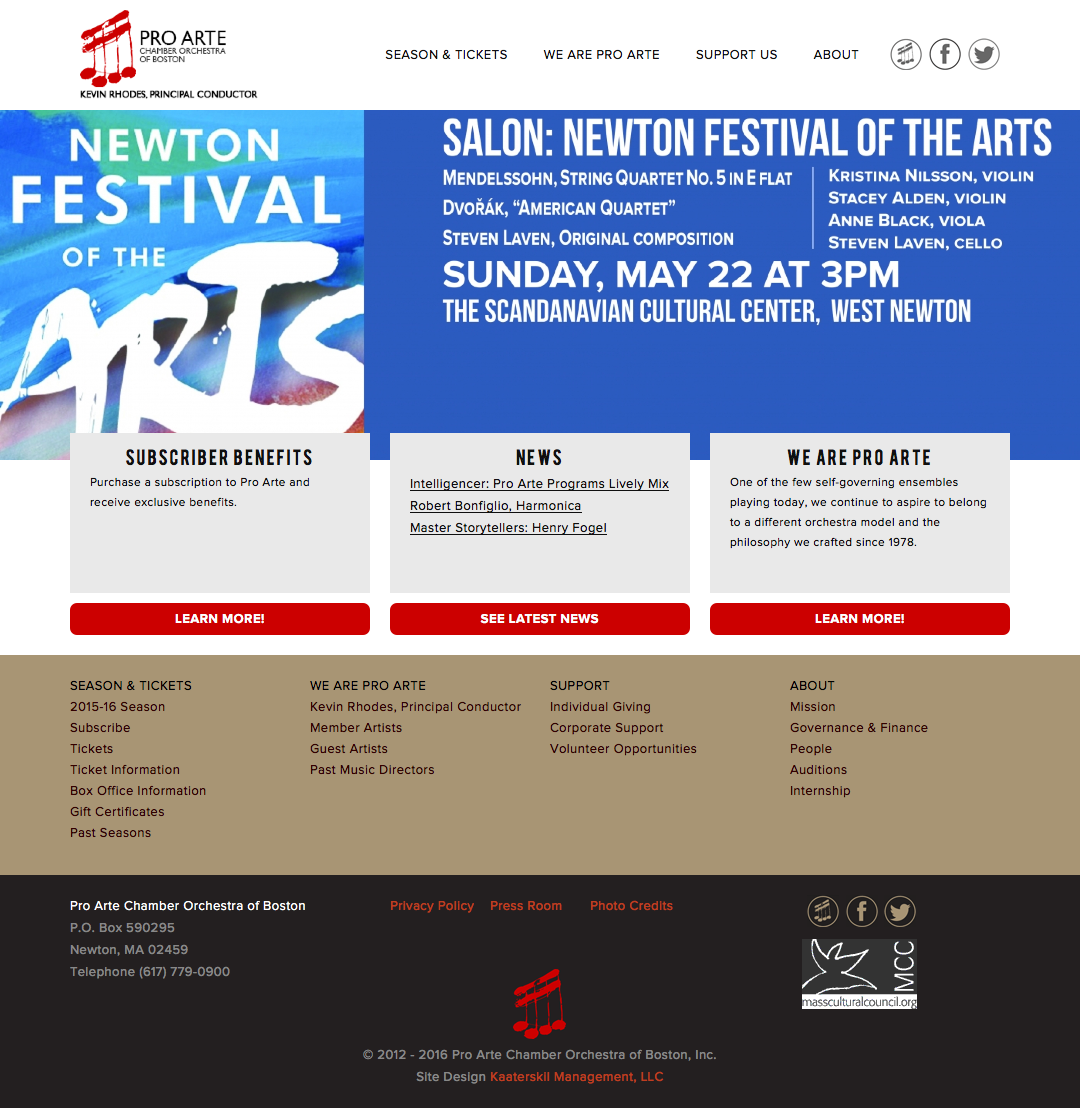 PRO ARTE
CHAMBER ORCHESTRA
OF BOSTON
KEVIN RHODES, PRINCIPAL CONDUCTOR
SEASON & TICKETS
WE ARE PRO ARTE
SUPPORT US
ABOUT
NEWTON
FESTIVAL
OF THE
ARTS
SALON: NEWTON FESTIVAL OF THE ARTS
MENDELSSOHN, STRING QUARTET NO. 5 IN E FLAT
DVOŘÁK, “AMERICAN QUARTET”
STEVEN LAVEN, ORIGINAL COMPOSITION
KRISTINA NILSSON, VIOLIN
STACEY ALDEN, VIOLIN
ANNE BLACK, VIOLA
STEVEN LAVEN, CELLO
SUNDAY, MAY 22 AT 3PM
THE SCANDANAVIAN CULTURAL CENTER, WEST NEWTON
SUBSCRIBER BENEFITS
Purchase a subscription to Pro Arte and
receive exclusive benefits.
LEARN MORE!
NEWS
Intelligencer: Pro Arte Programs Lively Mix
Robert Bonfiglio, Harmonica
Master Storytellers: Henry Fogel
SEE LATEST NEWS
WE ARE PRO ARTE
One of the few self-governing ensembles
playing today, we continue to aspire to belong
to a different orchestra model and the
philosophy we crafted since 1978.
LEARN MORE!
SEASON & TICKETS
2015-16 Season
Subscribe
Tickets
Ticket Information
Box Office Information
Gift Certificates
Past Seasons
WE ARE PRO ARTE
Kevin Rhodes, Principal Conductor
Member Artists
Guest Artists
Past Music Directors
SUPPORT
Individual Giving
Corporate Support
Volunteer Opportunities
ABOUT
Mission
Governance & Finance
People
Auditions
Internship
Pro Arte Chamber Orchestra of Boston
P.O. Box 590295
Newton, MA 02459
Telephone (617) 779-0900
Privacy Policy
Press Room
Photo Credits
MCC
massculturalcouncil.org
© 2012 - 2016 Pro Arte Chamber Orchestra of Boston, Inc.
Site Design Kaaterskil Management, LLC